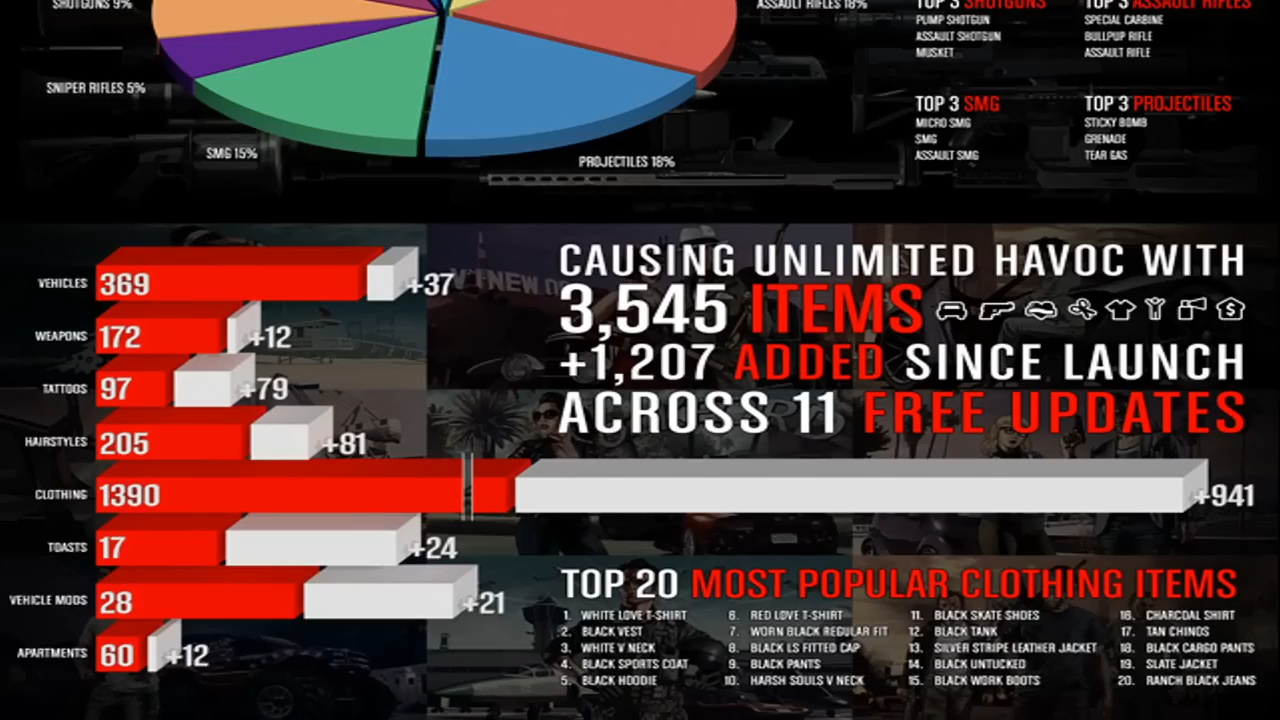 SHOTGUNS 9%
SNIPER RIFLES 5%
SMG 15%
PROJECTILES 18%
ASSAULT RIFLES 18%
TOP 3 SHOTGUNS
PUMP SHOTGUN
ASSAULT SHOTGUN
MUSKET
TOP 3 ASSAULT RIFLES
SPECIAL CARBINE
BULLPUP RIFLE
ASSAULT RIFLE
TOP 3 SMG
MICRO SMG
SMG
ASSAULT SMG
TOP 3 PROJECTILES
STICKY BOMB
GRENADE
TEAR GAS
VEHICLES 369 +37
WEAPONS 172 +12
TATTOOS 97 +79
HAIRSTYLES 205 +81
CLOTHING 1390 +941
TOASTS 17 +24
VEHICLE MODS 28 +21
APARTMENTS 60 +12
CAUSING UNLIMITED HAVOC WITH
3,545 ITEMS
+1,207 ADDED SINCE LAUNCH
ACROSS 11 FREE UPDATES
TOP 20 MOST POPULAR CLOTHING ITEMS
1. WHITE LOVE T-SHIRT
2. BLACK VEST
3. WHITE V NECK
4. BLACK SPORTS COAT
5. BLACK HOODIE
6. RED LOVE T-SHIRT
7. WORN BLACK REGULAR FIT
8. BLACK LS FITTED CAP
9. BLACK PANTS
10. HARSH SOULS V NECK
11. BLACK SKATE SHOES
12. BLACK TANK
13. SILVER STRIPE LEATHER JACKET
14. BLACK UNTUCKED
15. BLACK WORK BOOTS
16. CHARCOAL SHIRT
17. TAN CHINOS
18. BLACK CARGO PANTS
19. SLATE JACKET
20. RANCH BLACK JEANS